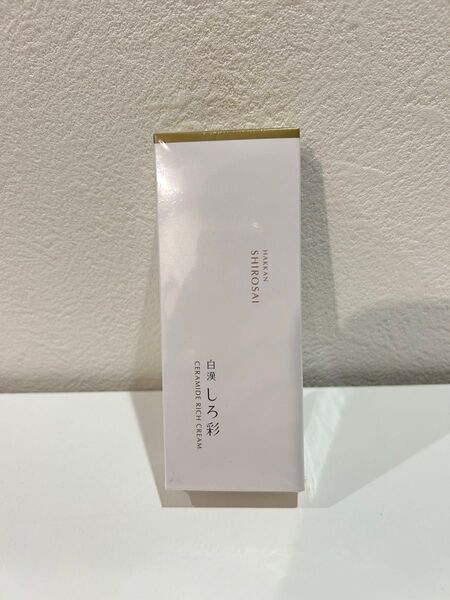 HAKKAN
SHIROSAI
白漢 しろ彩
CERAMIDE RICH CREAM